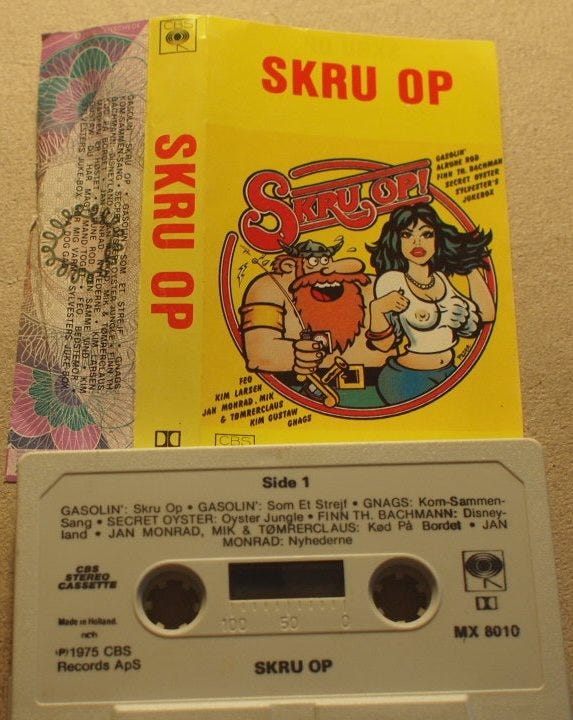 CBS
SKRU OP
SKRU OP
SKRU OP!
GASOLIN'
ALRUNE ROD
FINN TH. BACHMAN
SECRET OYSTER
SYLVESTER'S
JUKEBOX
FEO
KIM LARSEN
JAN MONRAD, MIK
& TØMRERCLAUS
KIM GUSTAW
GNAGS
CBS
Side 1
GASOLIN': Skru Op • GASOLIN': Som Et Strejf • GNAGS: Kom-Sammen-
Sang • SECRET OYSTER: Oyster Jungle • FINN TH. BACHMANN: Disney-
land • JAN MONRAD, MIK & TØMRERCLAUS: Kød På Bordet • JAN
MONRAD: Nyhederne
CBS
STEREO
CASSETTE
Made in Holland.
ncb
℗ 1975 CBS
Records ApS
100 50 0
MX 8010
SKRU OP